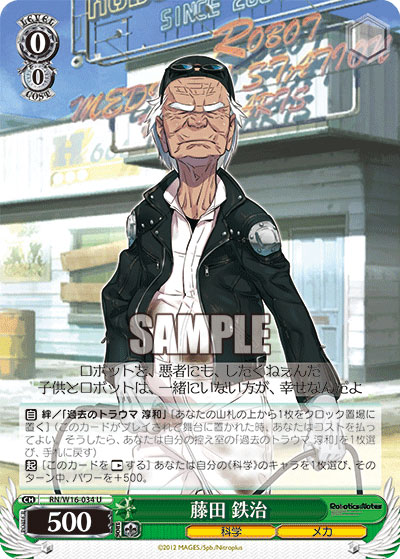 LEVEL
0
0
COST
SINCE 20
ROBOT
MED STATION
PARTS
H
SAMPLE
ロボットを、悪者にも、したくねぇんだ
子供とロボットは、一緒にいない方が、幸せなんだよ
自 絆/「過去のトラウマ 淳和」［あなたの山札の上から1枚をクロック置場に置く］（このカードがプレイされて舞台に置かれた時、あなたはコストを払ってよい。そうしたら、あなたは自分の控え室の「過去のトラウマ 淳和」を1枚選び、手札に戻す）
起 ［このカードをレストする］ あなたは自分の《科学》のキャラを1枚選び、そのターン中、パワーを+500。
CH RN/W16-034 U
500
藤田 鉄治
Robotics;Notes
科学 メカ
©2012 MAGES./5pb./Nitroplus